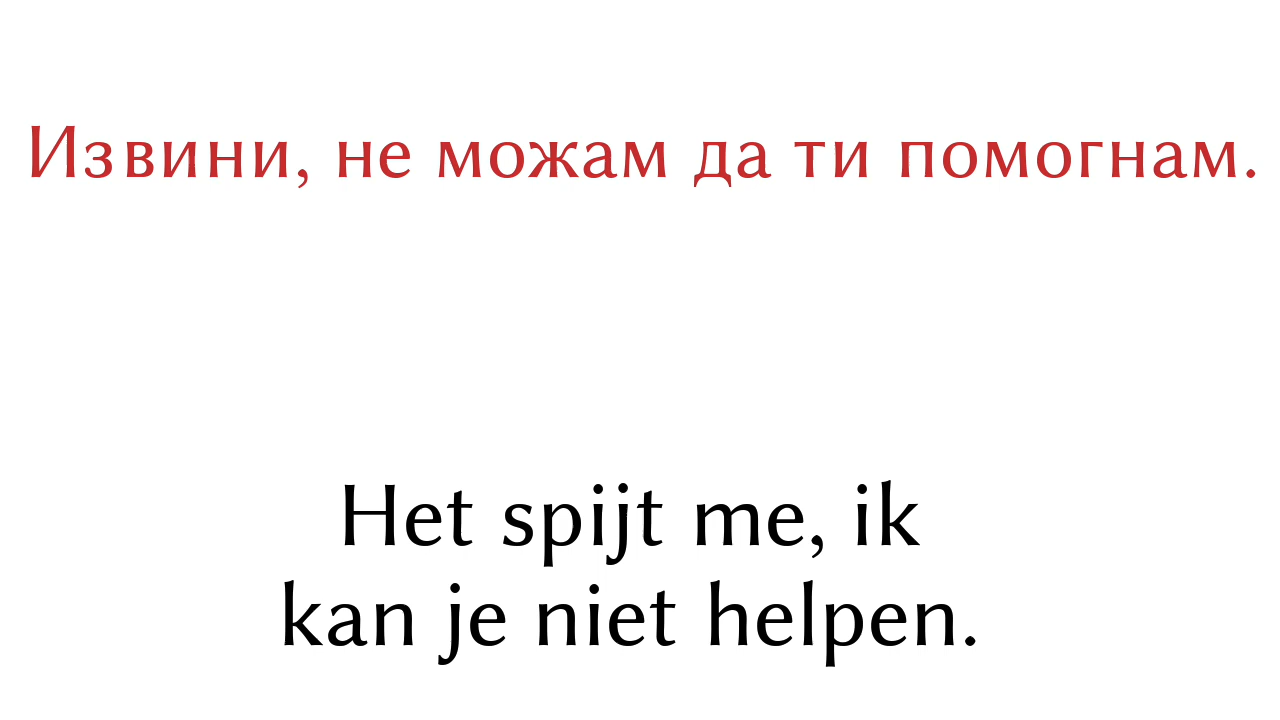 Извини, не можам да ти помогнам.
Het spijt me, ik
kan je niet helpen.